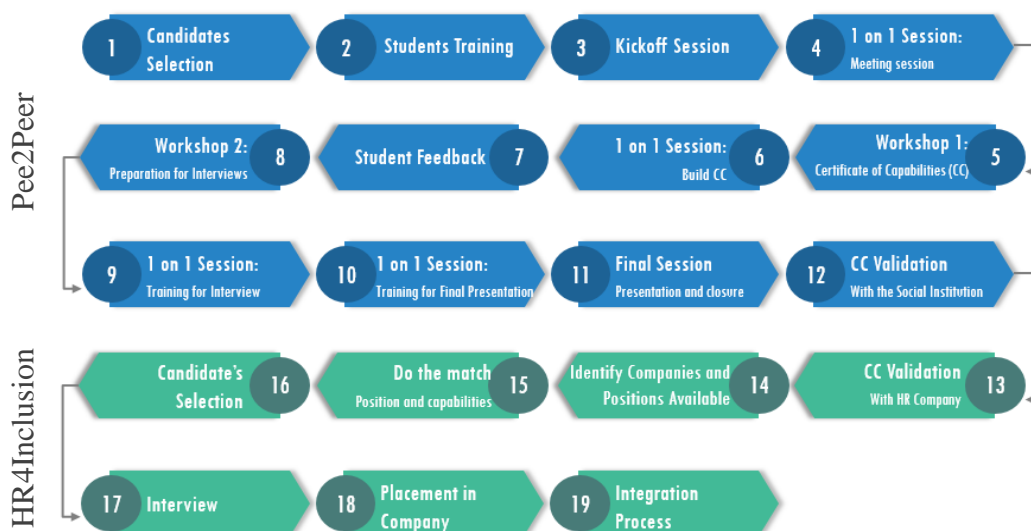 Pee2Peer
1
Candidates
Selection
2
Students Training
3
Kickoff Session
4
1 on 1 Session:
Meeting session
8
Workshop 2:
Preparation for Interviews
7
Student Feedback
6
1 on 1 Session:
Build CC
5
Workshop 1:
Certificate of Capabilities (CC)
9
1 on 1 Session:
Training for Interview
10
1 on 1 Session:
Training for Final Presentation
11
Final Session
Presentation and closure
12
CC Validation
With the Social Institution
HR4Inclusion
16
Candidate's
Selection
15
Do the match
Position and capabilities
14
Identify Companies and
Positions Available
13
CC Validation
With HR Company
17
Interview
18
Placement in
Company
19
Integration
Process